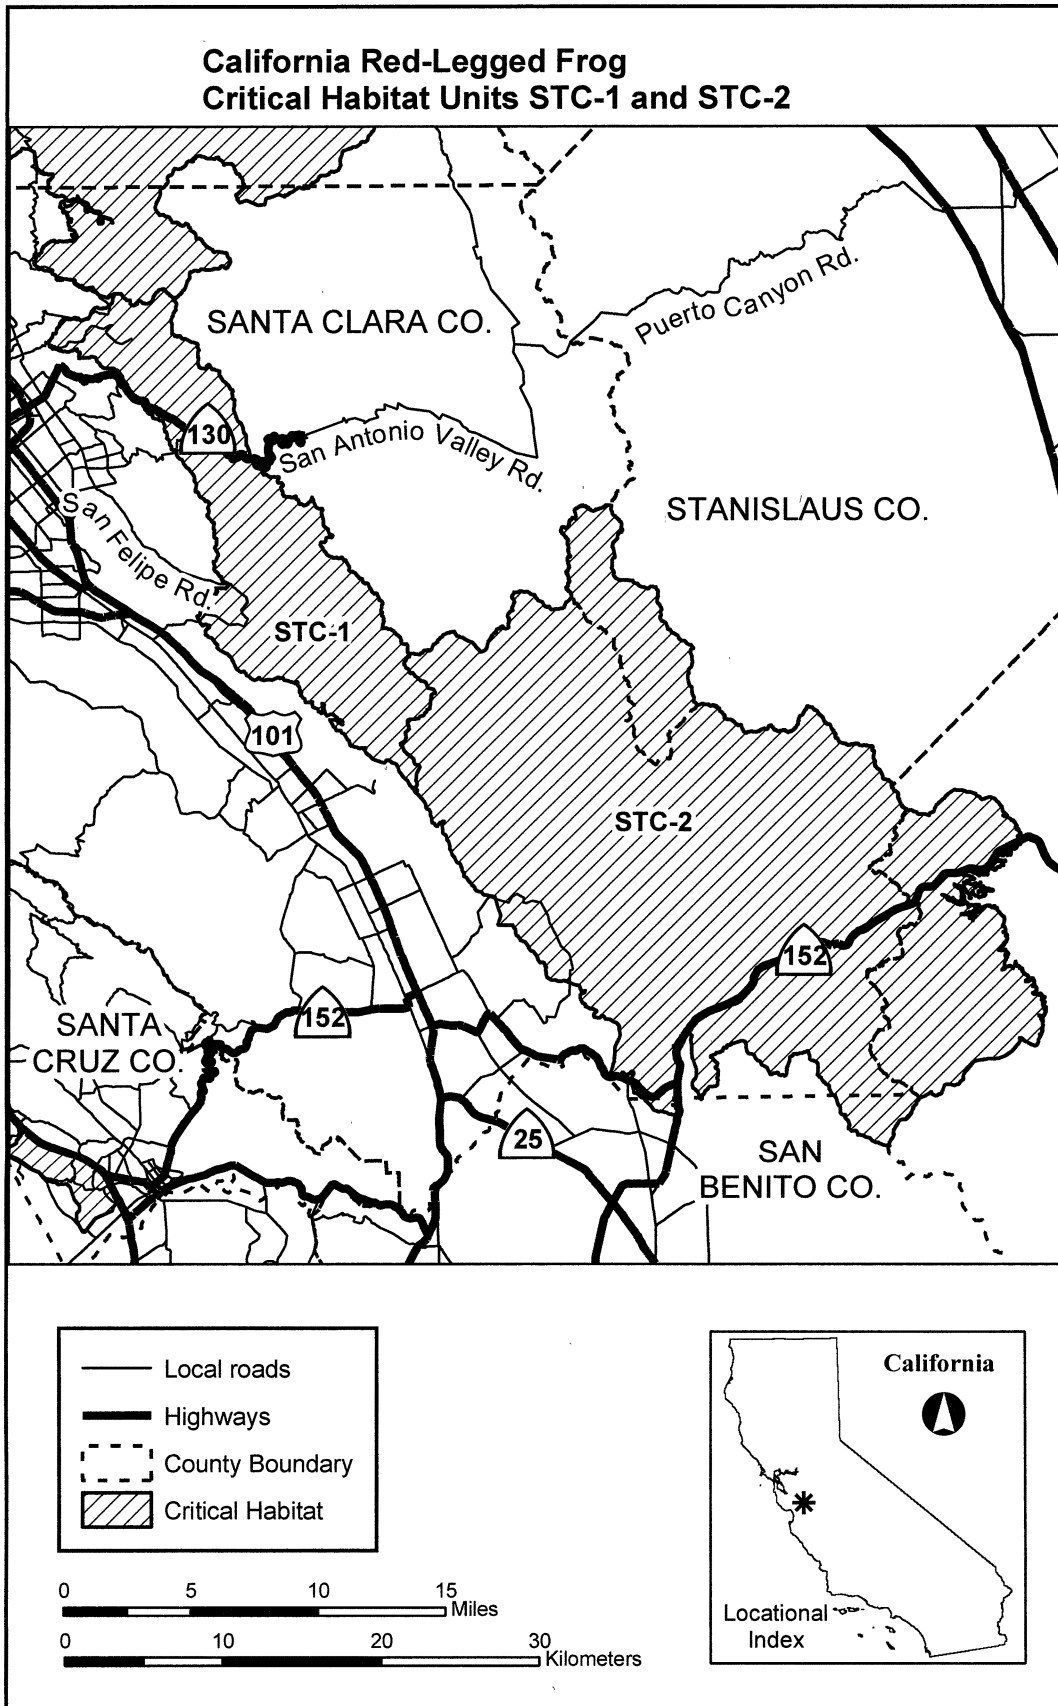 California Red-Legged Frog
Critical Habitat Units STC-1 and STC-2
Puerto Canyon Rd.
SANTA CLARA CO.
130
San Antonio Valley Rd.
STANISLAUS CO.
San Felipe Rd.
STC-1
101
STC-2
152
152
SANTA
CRUZ CO.
25
SAN
BENITO CO.
Local roads
Highways
County Boundary
Critical Habitat
California
Locational
Index
0 5 10 15
Miles
0 10 20 30
Kilometers